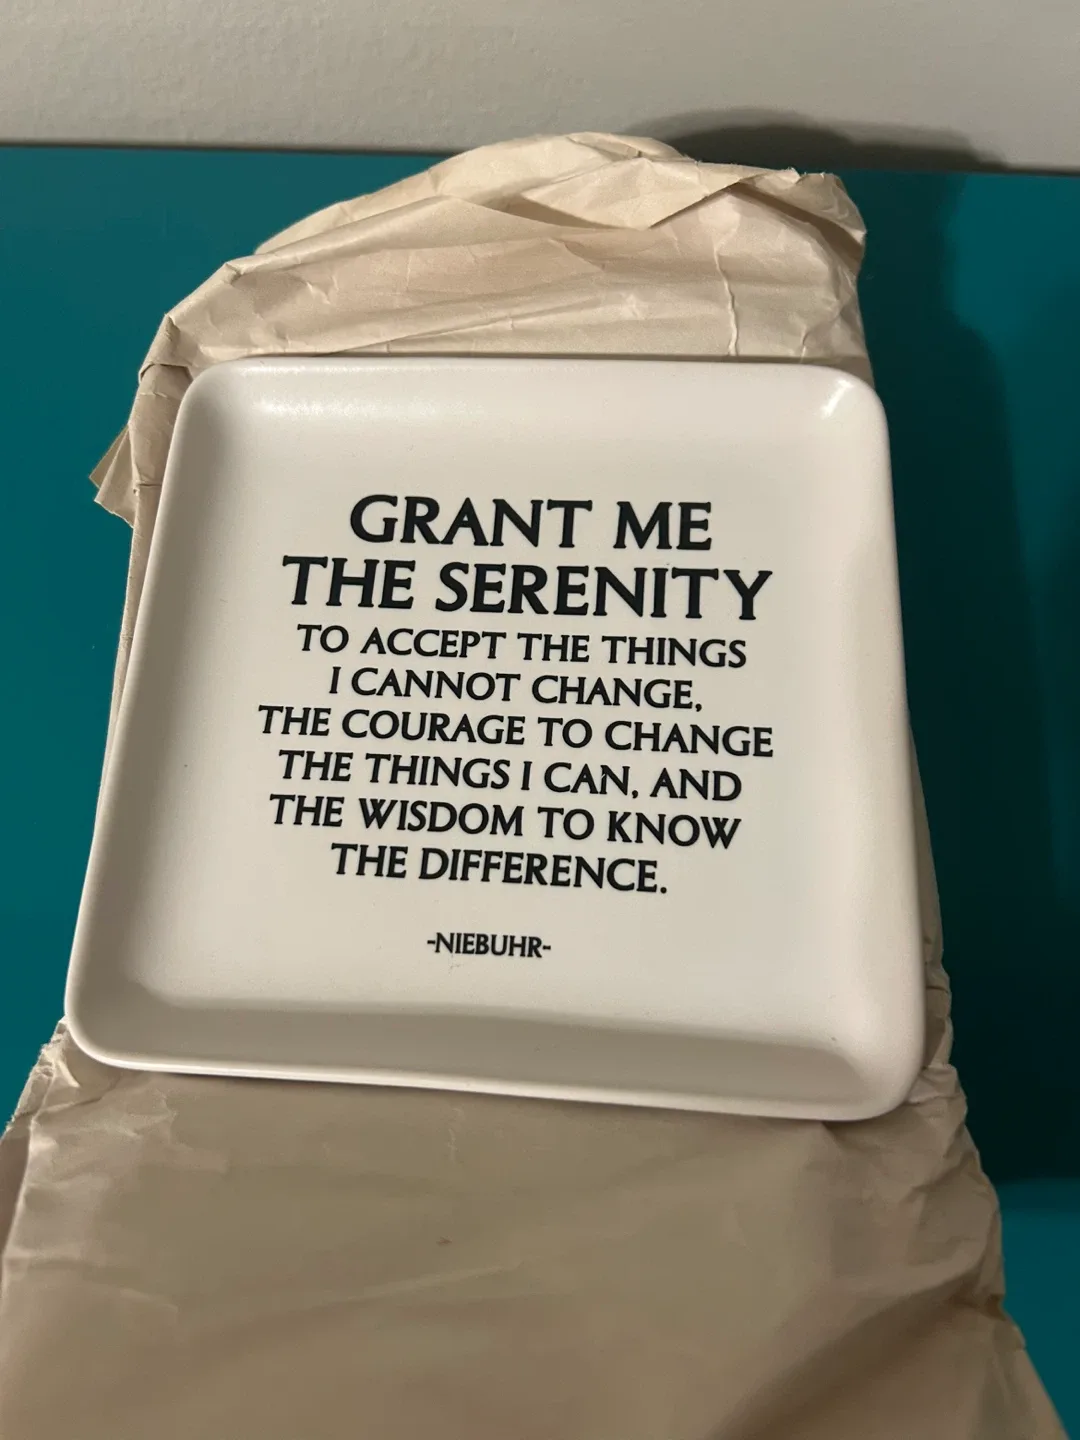 GRANT ME
THE SERENITY
TO ACCEPT THE THINGS
I CANNOT CHANGE,
THE COURAGE TO CHANGE
THE THINGS I CAN, AND
THE WISDOM TO KNOW
THE DIFFERENCE.
-NIEBUHR-